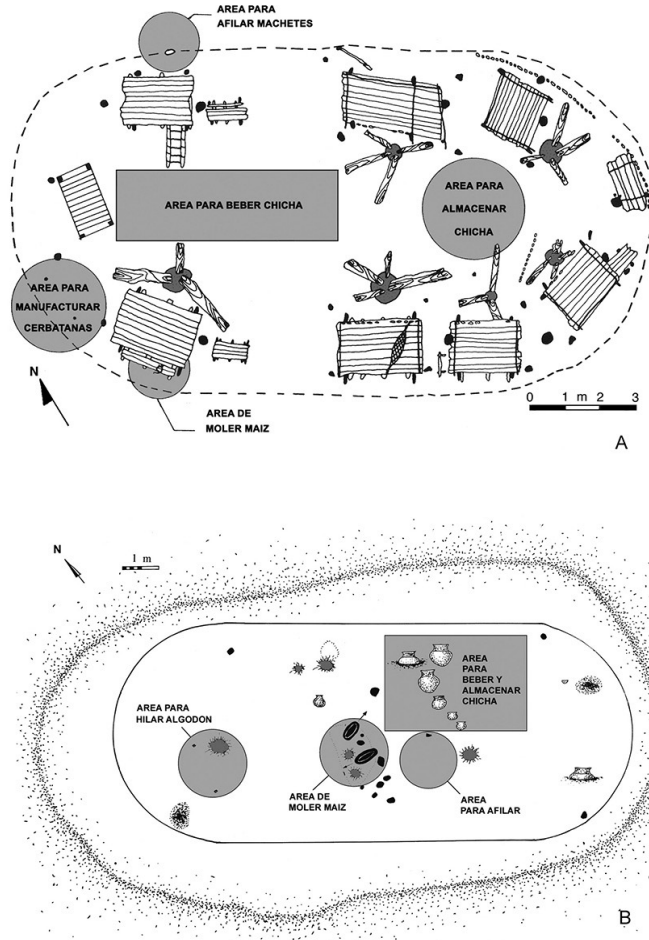 AREA PARA
AFILAR MACHETES
AREA PARA BEBER CHICHA
AREA PARA
ALMACENAR
CHICHA
AREA PARA
MANUFACTURAR
CERBATANAS
N
AREA DE
MOLER MAIZ
0 1 m 2 3
A
N
1 m
AREA
PARA
BEBER Y
ALMACENAR
CHICHA
AREA PARA
HILAR ALGODON
AREA DE
MOLER MAIZ
AREA
PARA AFILAR
B